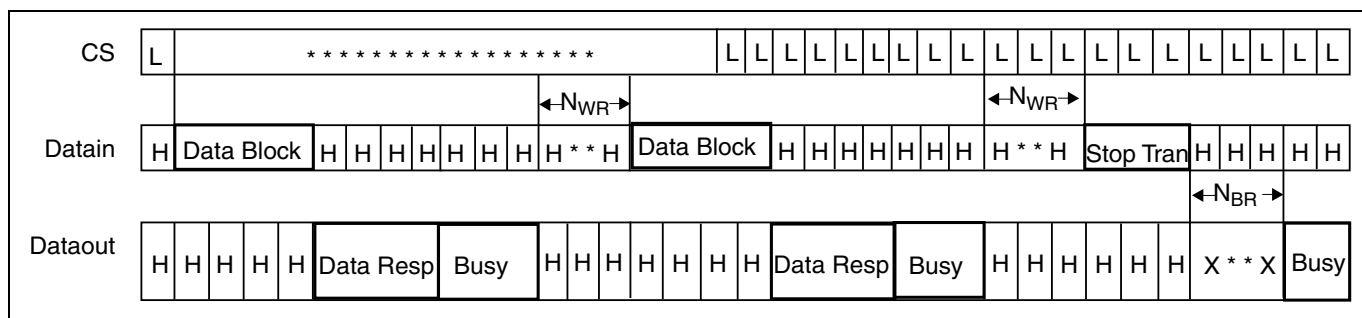 CS L * * * * * * * * * * * * * * * * * * L L L L L L L L L L L L L L L L L L L L
NWR NWR
Datain H Data Block H H H H H H H H * * H Data Block H H H H H H H H * * H Stop Tran H H H H H
NBR
Dataout H H H H H Data Resp Busy H H H H H H H Data Resp Busy H H H H H H X * * X Busy